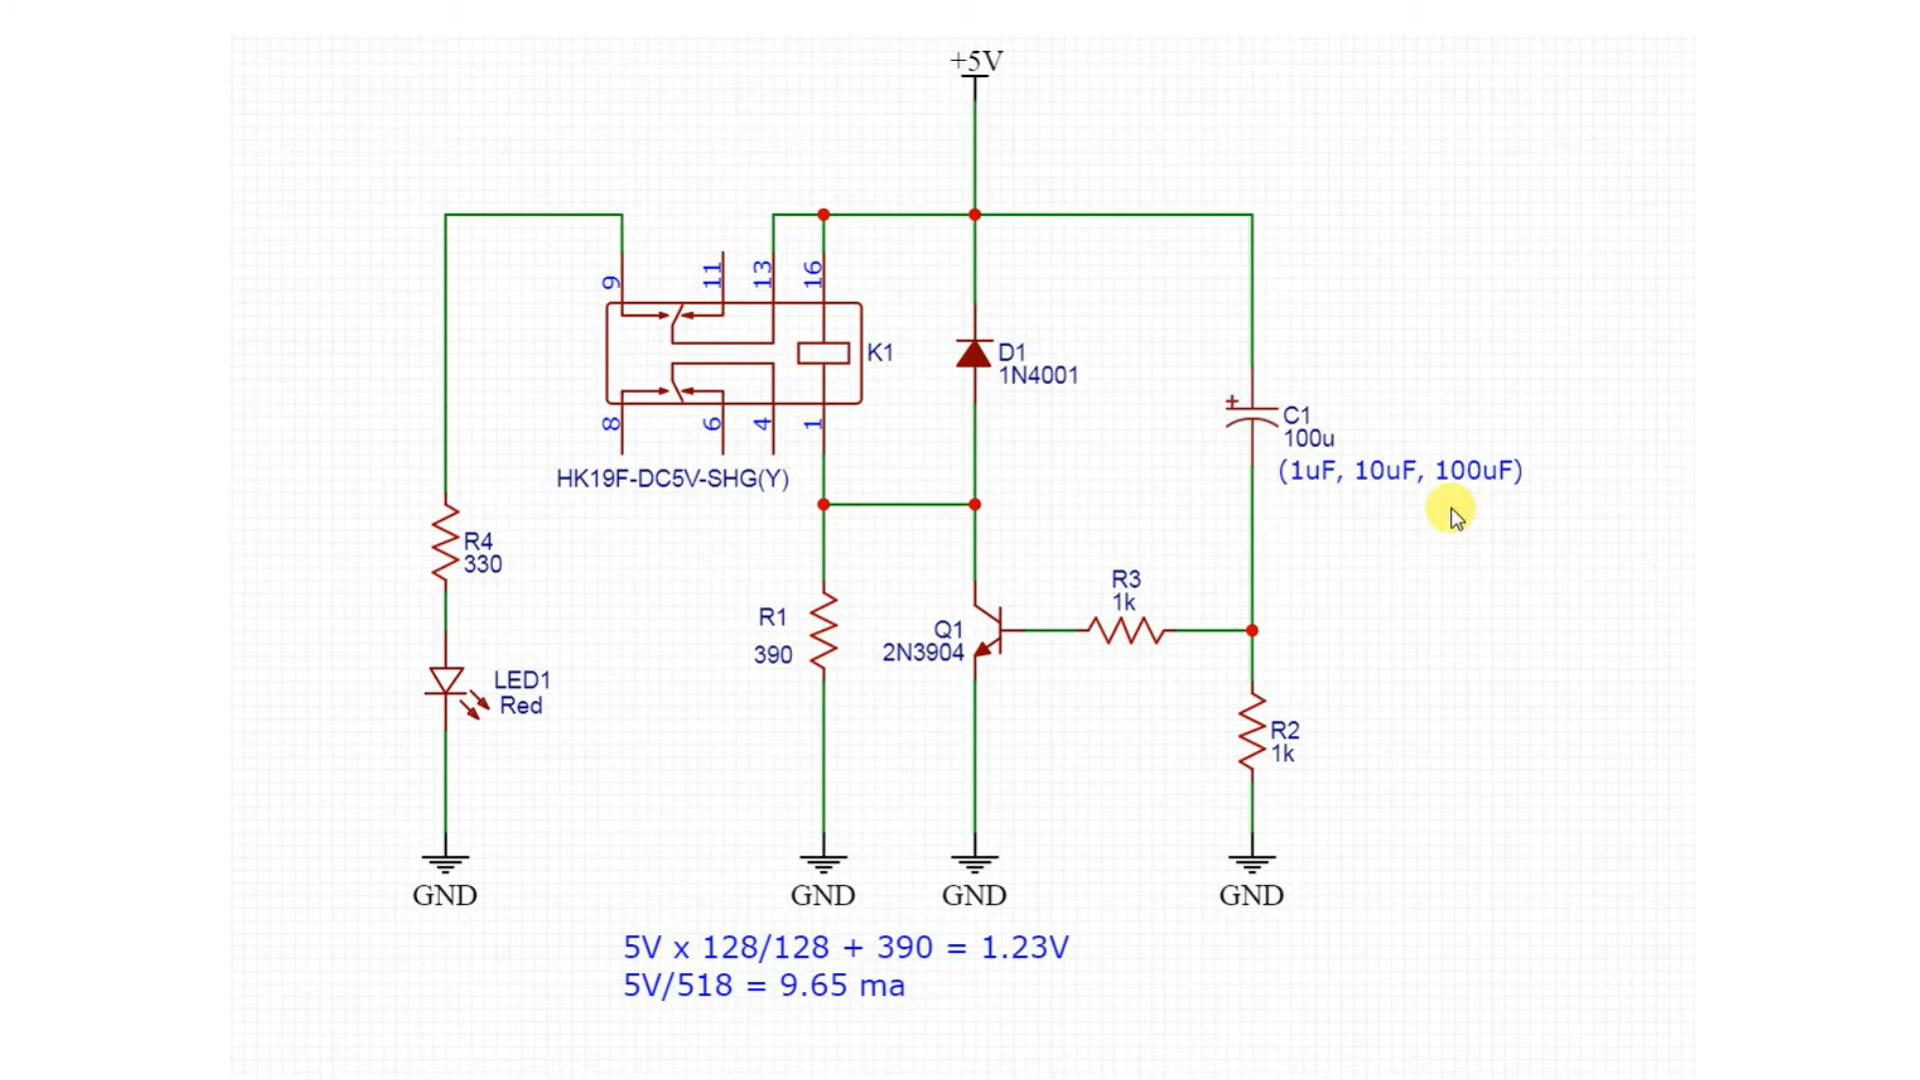 +5V
9
11
13
16
K1
D1
1N4001
8
6
4
1
C1
100u
(1uF, 10uF, 100uF)
HK19F-DC5V-SHG(Y)
R4
330
R3
1k
R1
390
Q1
2N3904
LED1
Red
R2
1k
GND
GND
GND
GND
5V x 128/128 + 390 = 1.23V
5V/518 = 9.65 ma